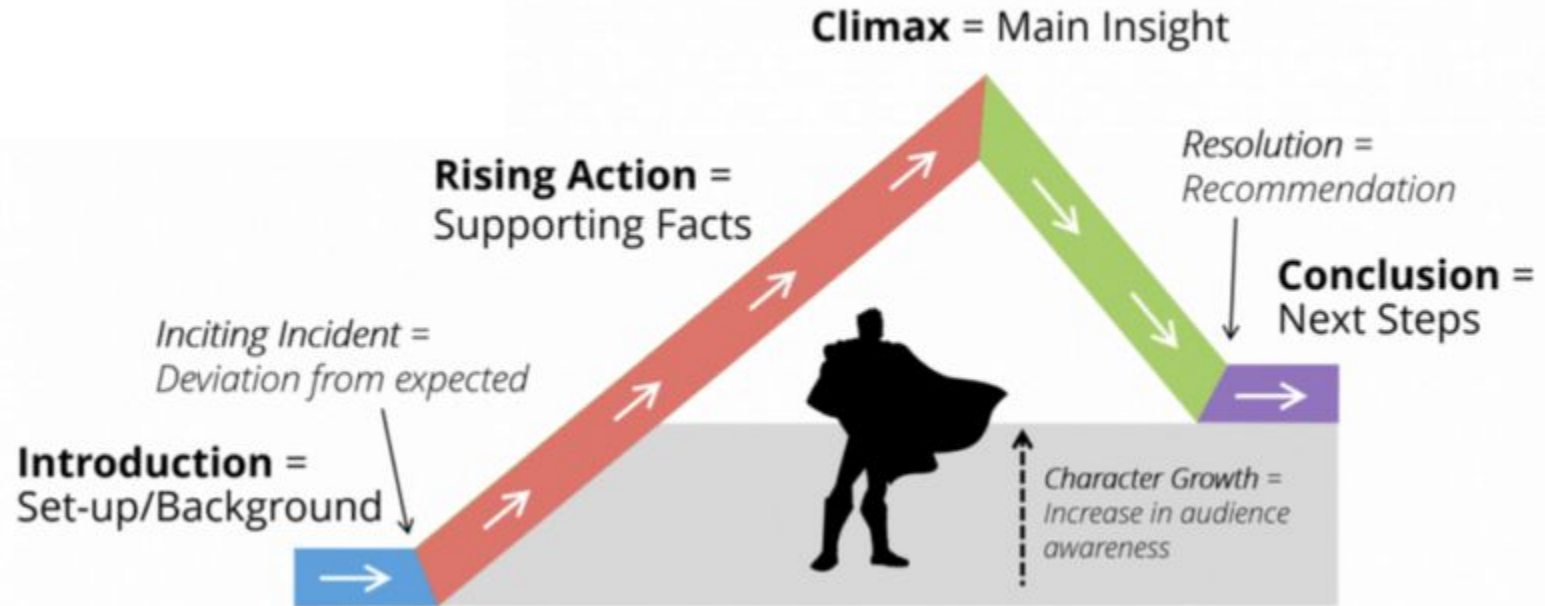 Climax = Main Insight
Rising Action =
Supporting Facts
Resolution =
Recommendation
Conclusion =
Next Steps
Inciting Incident =
Deviation from expected
Introduction =
Set-up/Background
Character Growth =
Increase in audience
awareness